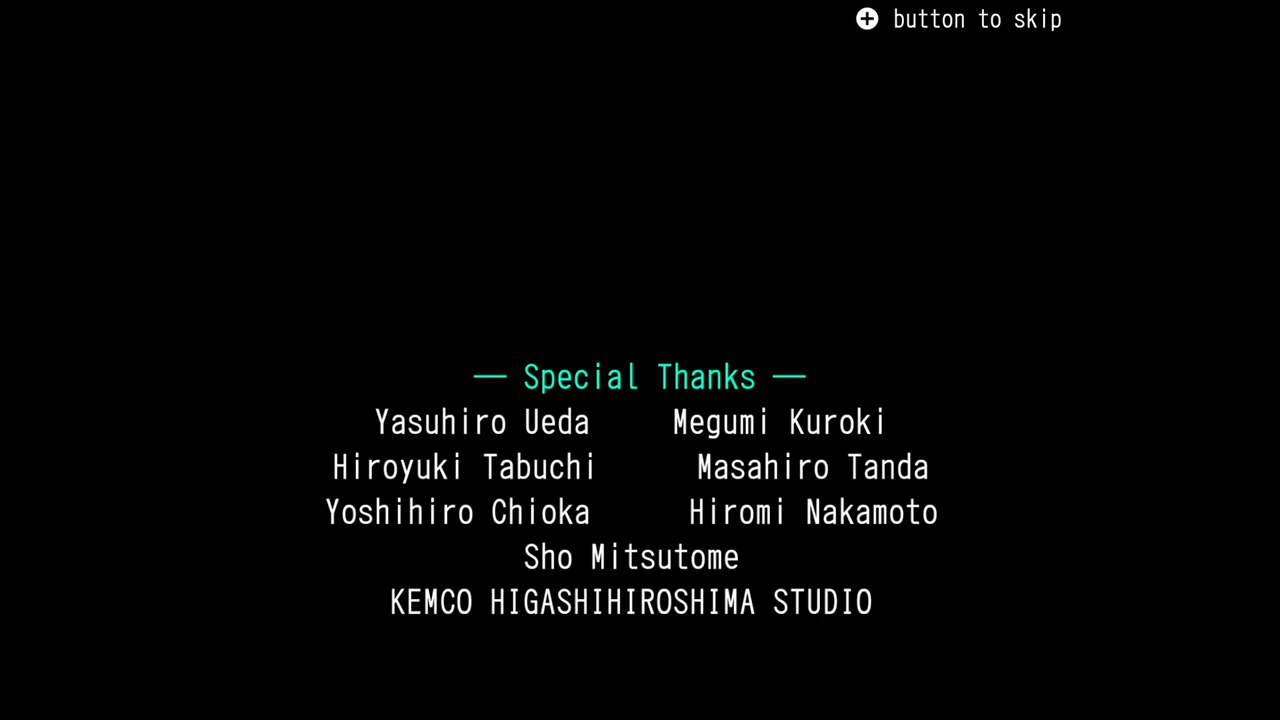 button to skip
— Special Thanks —
Yasuhiro Ueda Megumi Kuroki
Hiroyuki Tabuchi Masahiro Tanda
Yoshihiro Chioka Hiromi Nakamoto
Sho Mitsutome
KEMCO HIGASHIHIROSHIMA STUDIO